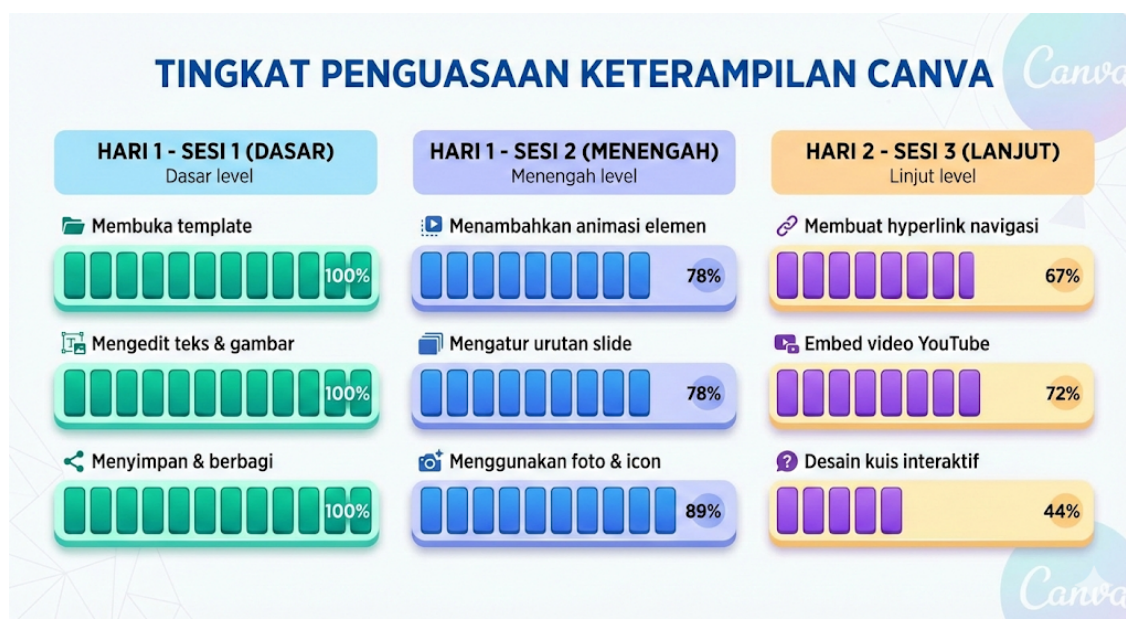 TINGKAT PENGUASAAN KETERAMPILAN CANVA
Canva
HARI 1 - SESI 1 (DASAR)
Dasar level
Membuka template
100%
Mengedit teks & gambar
100%
Menyimpan & berbagi
100%
HARI 1 - SESI 2 (MENENGAH)
Menengah level
Menambahkan animasi elemen
78%
Mengatur urutan slide
78%
Menggunakan foto & icon
89%
HARI 2 - SESI 3 (LANJUT)
Linjut level
Membuat hyperlink navigasi
67%
Embed video YouTube
72%
Desain kuis interaktif
44%
Canva